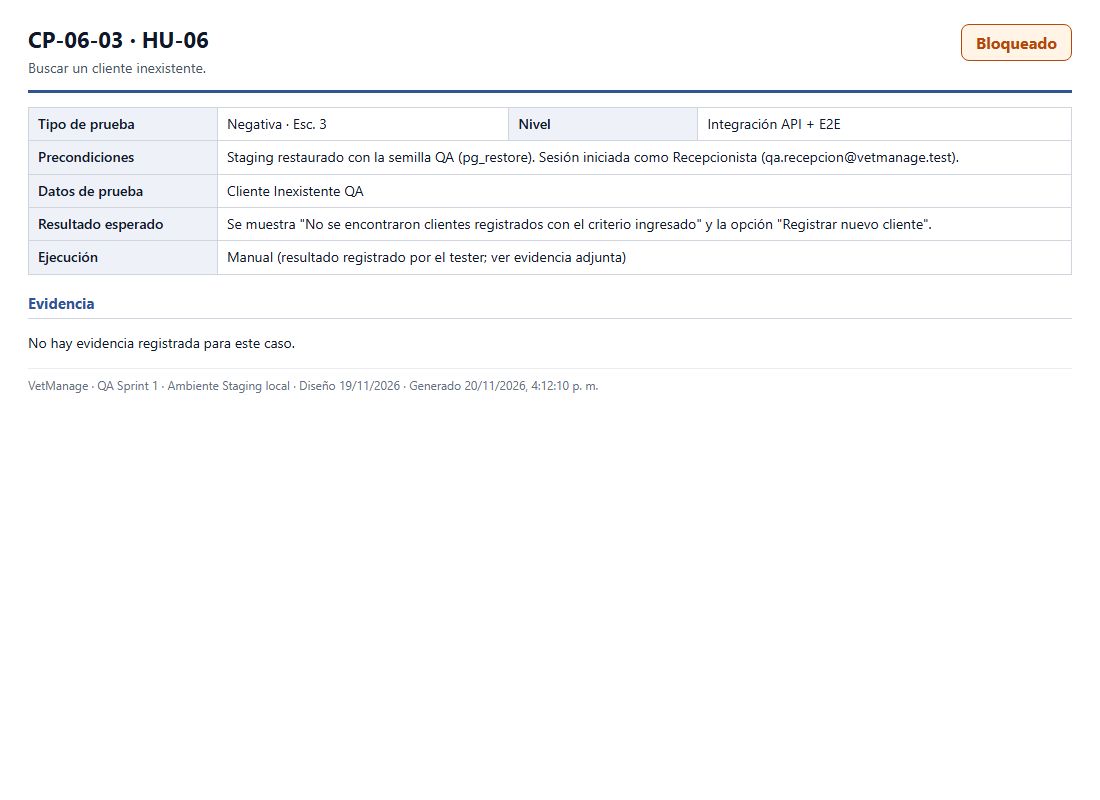 CP-06-03 · HU-06
Bloqueado
Buscar un cliente inexistente.
Tipo de prueba Negativa · Esc. 3 Nivel Integración API + E2E
Precondiciones Staging restaurado con la semilla QA (pg_restore). Sesión iniciada como Recepcionista (qa.recepcion@vetmanage.test).
Datos de prueba Cliente Inexistente QA
Resultado esperado Se muestra "No se encontraron clientes registrados con el criterio ingresado" y la opción "Registrar nuevo cliente".
Ejecución Manual (resultado registrado por el tester; ver evidencia adjunta)
Evidencia
No hay evidencia registrada para este caso.
VetManage · QA Sprint 1 · Ambiente Staging local · Diseño 19/11/2026 · Generado 20/11/2026, 4:12:10 p. m.